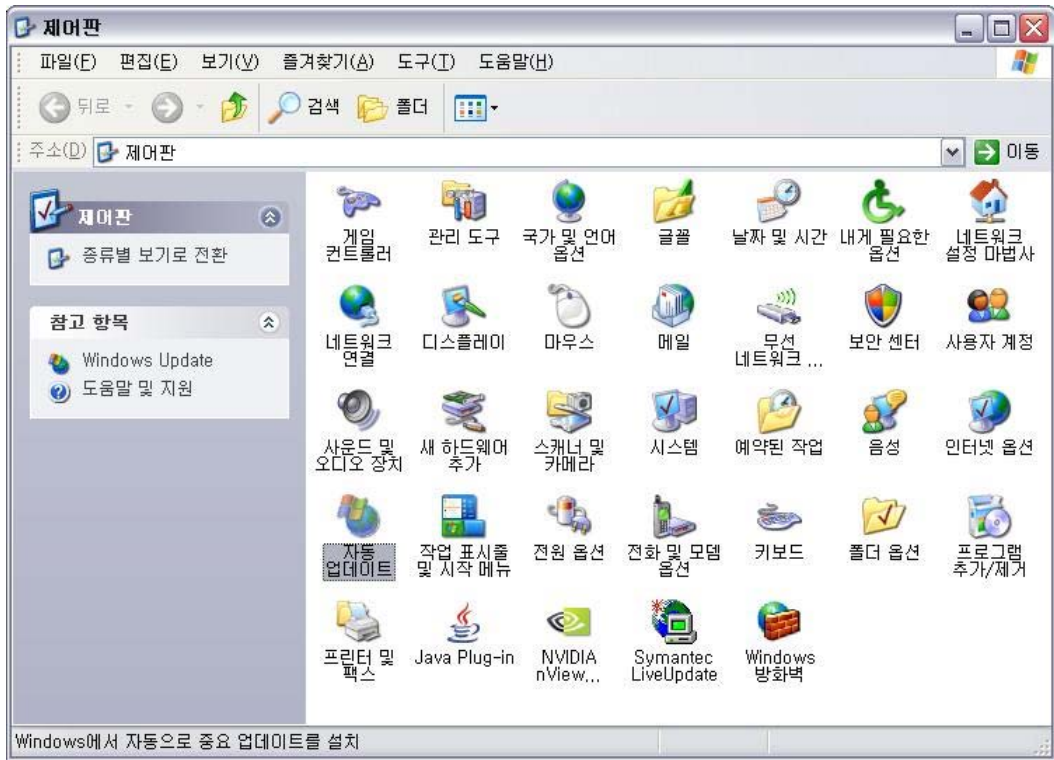 제어판
파일(F) 편집(E) 보기(V) 즐겨찾기(A) 도구(T) 도움말(H)
뒤로 검색 폴더
주소(D) 제어판 이동
제어판
종류별 보기로 전환
참고 항목
Windows Update
도움말 및 지원
게임
컨트롤러
관리 도구
국가 및 언어
옵션
글꼴
날짜 및 시간
내게 필요한
옵션
네트워크
설정 마법사
네트워크
연결
디스플레이
마우스
메일
무선
네트워크 ...
보안 센터
사용자 계정
사운드 및
오디오 장치
새 하드웨어
추가
스캐너 및
카메라
시스템
예약된 작업
음성
인터넷 옵션
자동
업데이트
작업 표시줄
및 시작 메뉴
전원 옵션
전화 및 모뎀
옵션
키보드
폴더 옵션
프로그램
추가/제거
프린터 및
팩스
Java Plug-in
NVIDIA
nView...
Symantec
LiveUpdate
Windows
방화벽
Windows에서 자동으로 중요 업데이트를 설치